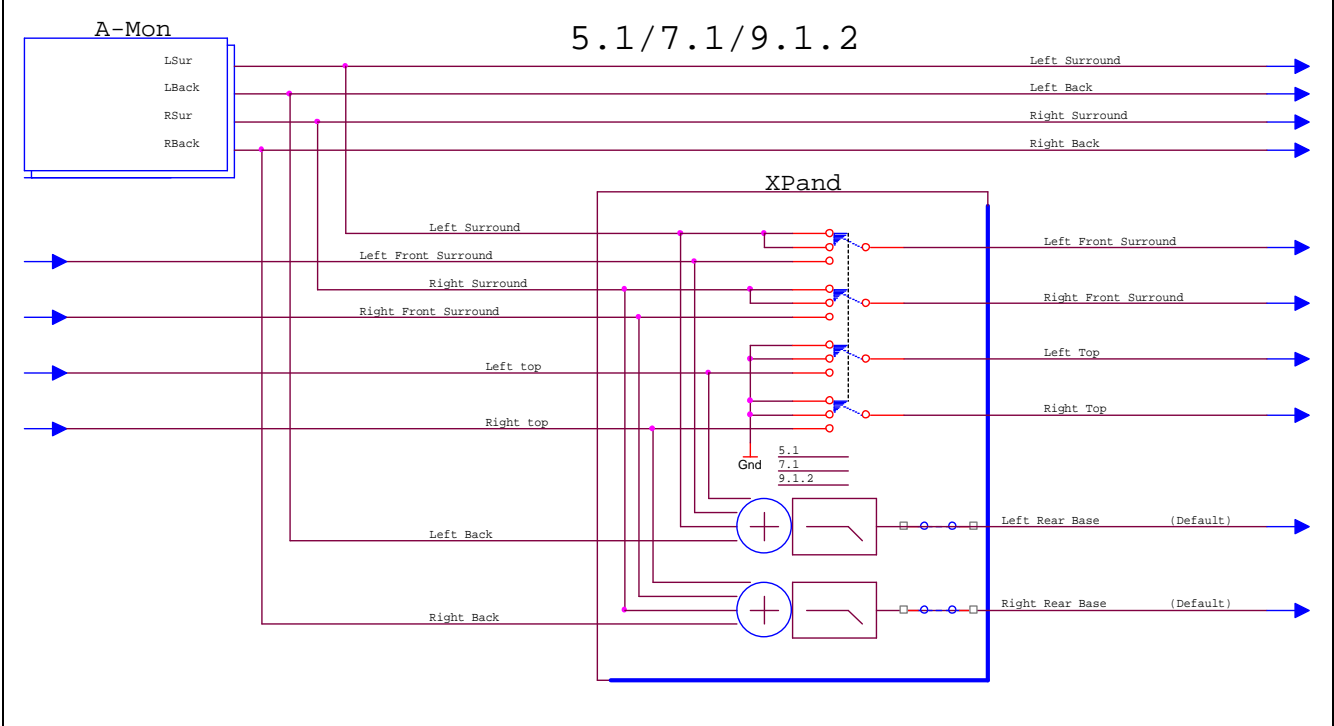 A-Mon
5.1/7.1/9.1.2
LSur
Left Surround
LBack
Left Back
RSur
Right Surround
RBack
Right Back
XPand
Left Surround
Left Front Surround
Left Front Surround
Right Surround
Right Front Surround
Right Front Surround
Left top
Left Top
Right top
Right Top
Gnd
5.1
7.1
9.1.2
Left Back
Left Rear Base (Default)
Right Back
Right Rear Base (Default)